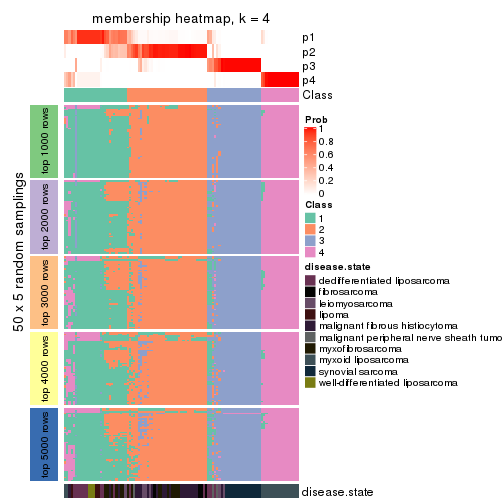 membership heatmap, k = 4
p1
p2
p3
p4
Class
50 x 5 random samplings
top 1000 rows
top 2000 rows
top 3000 rows
top 4000 rows
top 5000 rows
Prob
1
0.8
0.6
0.4
0.2
0
Class
1
2
3
4
disease.state
dedifferentiated liposarcoma
fibrosarcoma
leiomyosarcoma
lipoma
malignant fibrous histiocytoma
malignant peripheral nerve sheath tumo
myxofibrosarcoma
myxoid liposarcoma
synovial sarcoma
well-differentiated liposarcoma
disease.state